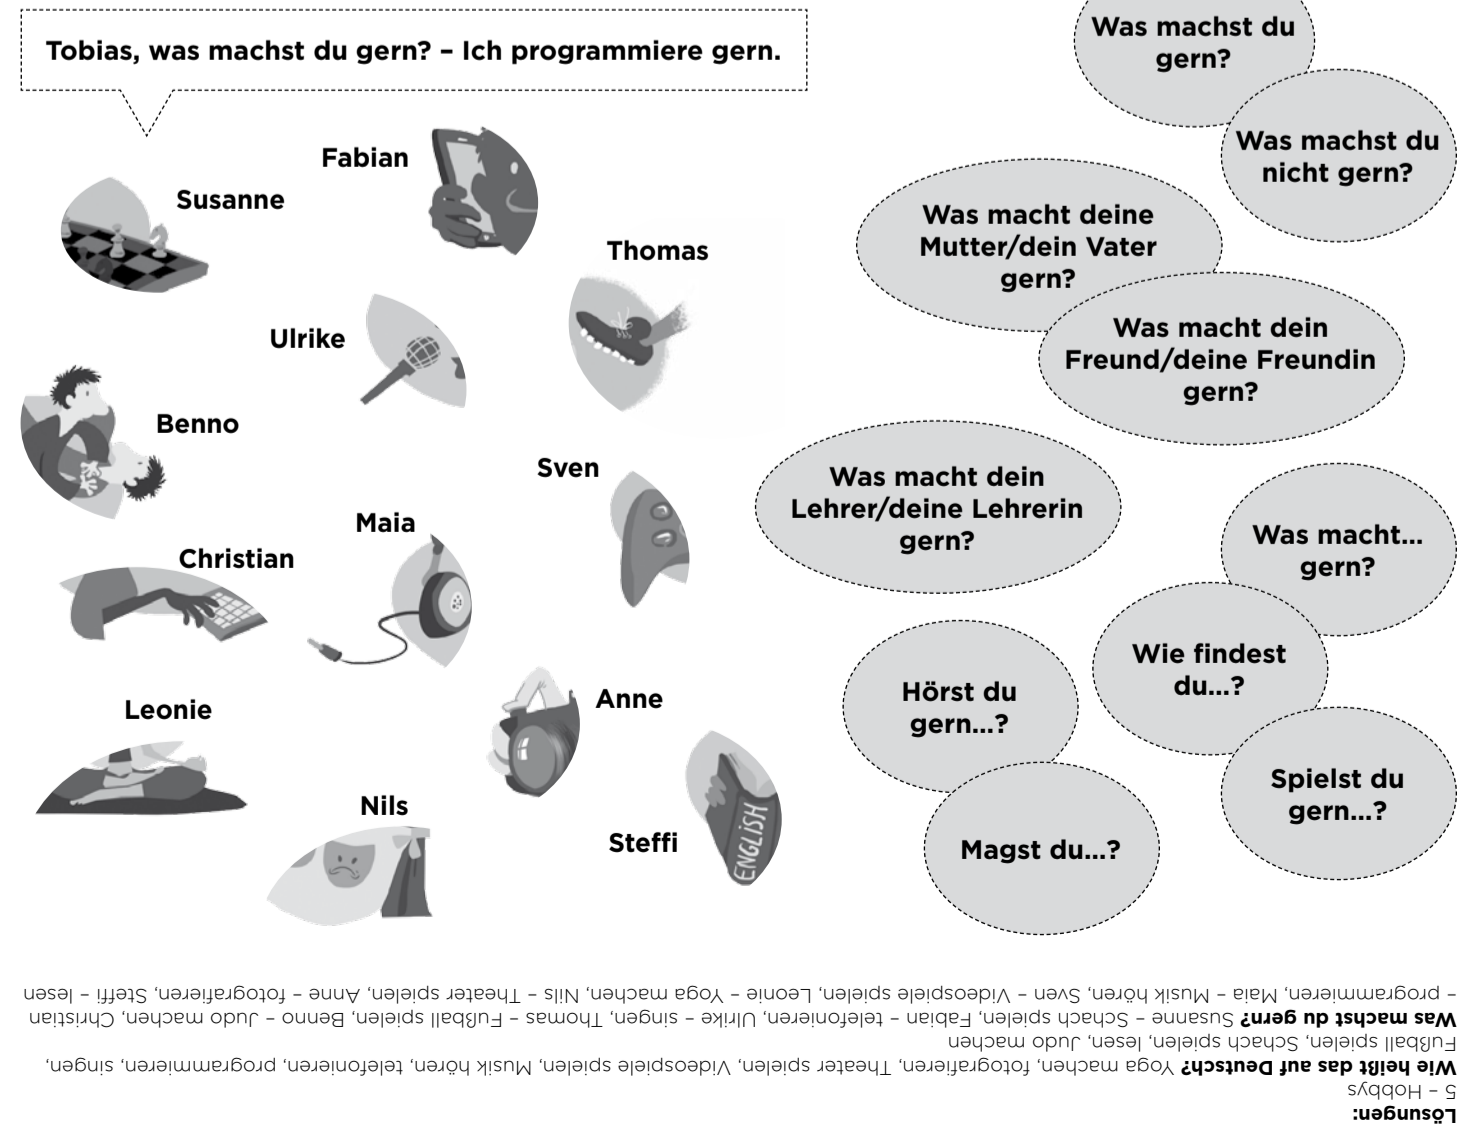 Tobias, was machst du gern? – Ich programmiere gern.
Fabian
Susanne
Thomas
Ulrike
Benno
Sven
Maia
Christian
Anne
Leonie
Nils
Steffi
ENGLISH
Was machst du
gern?
Was machst du
nicht gern?
Was macht deine
Mutter/dein Vater
gern?
Was macht dein
Freund/deine Freundin
gern?
Was macht dein
Lehrer/deine Lehrerin
gern?
Was macht...
gern?
Wie findest
du...?
Hörst du
gern...?
Spielst du
gern...?
Magst du...?
Lösungen:
5 – Hobbys
Wie heißt das auf Deutsch? Yoga machen, fotografieren, Theater spielen, Videospiele spielen, Musik hören, telefonieren, programmieren, singen,
Fußball spielen, Schach spielen, lesen, Judo machen
Was machst du gern? Susanne – Schach spielen, Fabian – telefonieren, Ulrike – singen, Thomas – Fußball spielen, Benno – Judo machen, Christian
– programmieren, Maia – Musik hören, Sven – Videospiele spielen, Leonie – Yoga machen, Nils – Theater spielen, Anne – fotografieren, Steffi – lesen